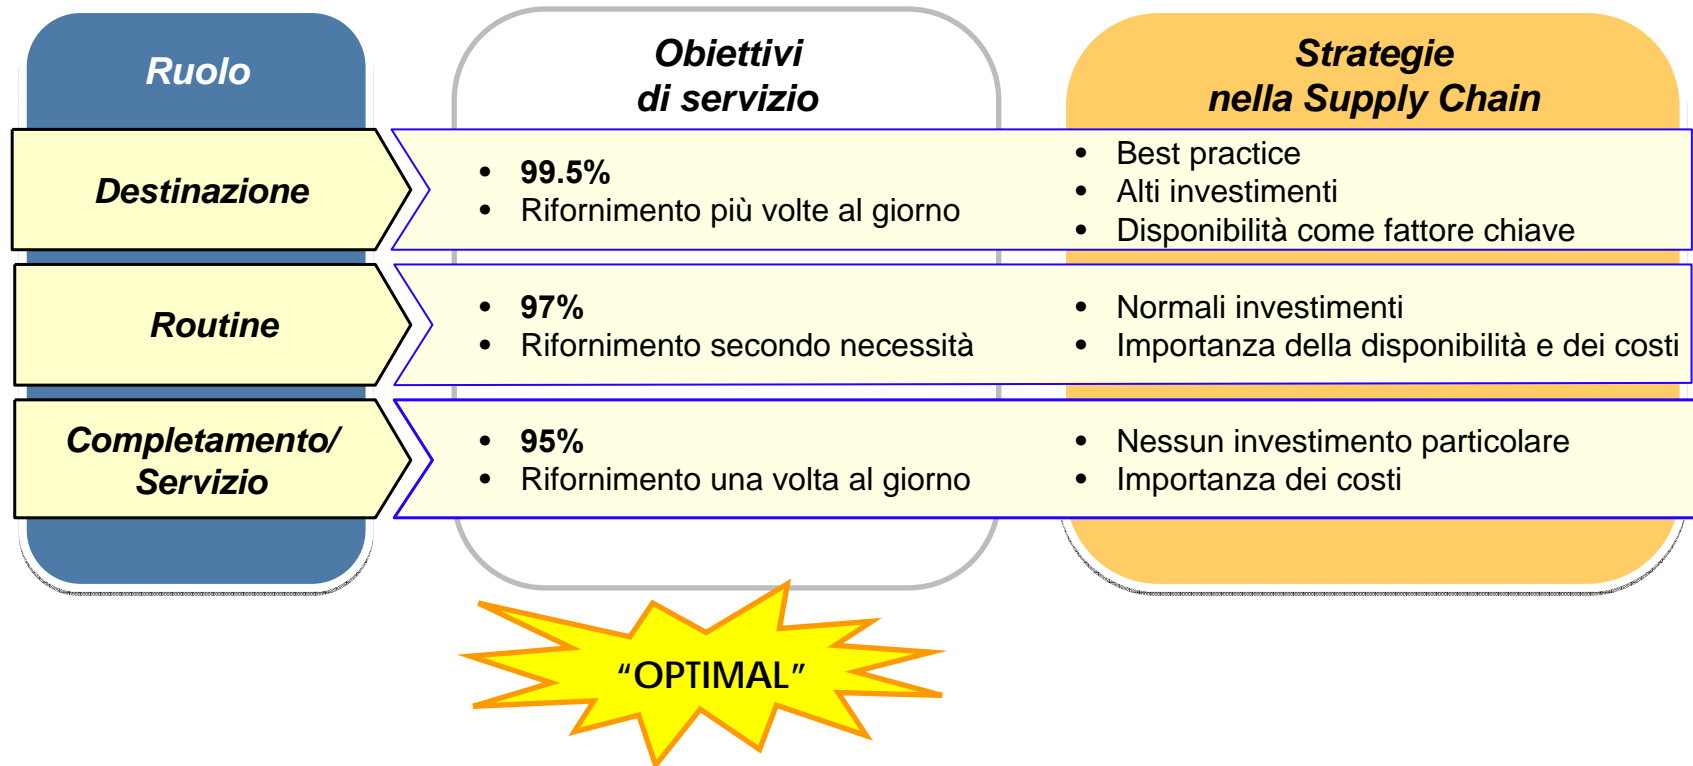 Ruolo
Obiettivi
di servizio
Strategie
nella Supply Chain
Destinazione
• 99.5%
• Rifornimento più volte al giorno
• Best practice
• Alti investimenti
• Disponibilità come fattore chiave
Routine
• 97%
• Rifornimento secondo necessità
• Normali investimenti
• Importanza della disponibilità e dei costi
Completamento/
Servizio
• 95%
• Rifornimento una volta al giorno
• Nessun investimento particolare
• Importanza dei costi
“OPTIMAL”